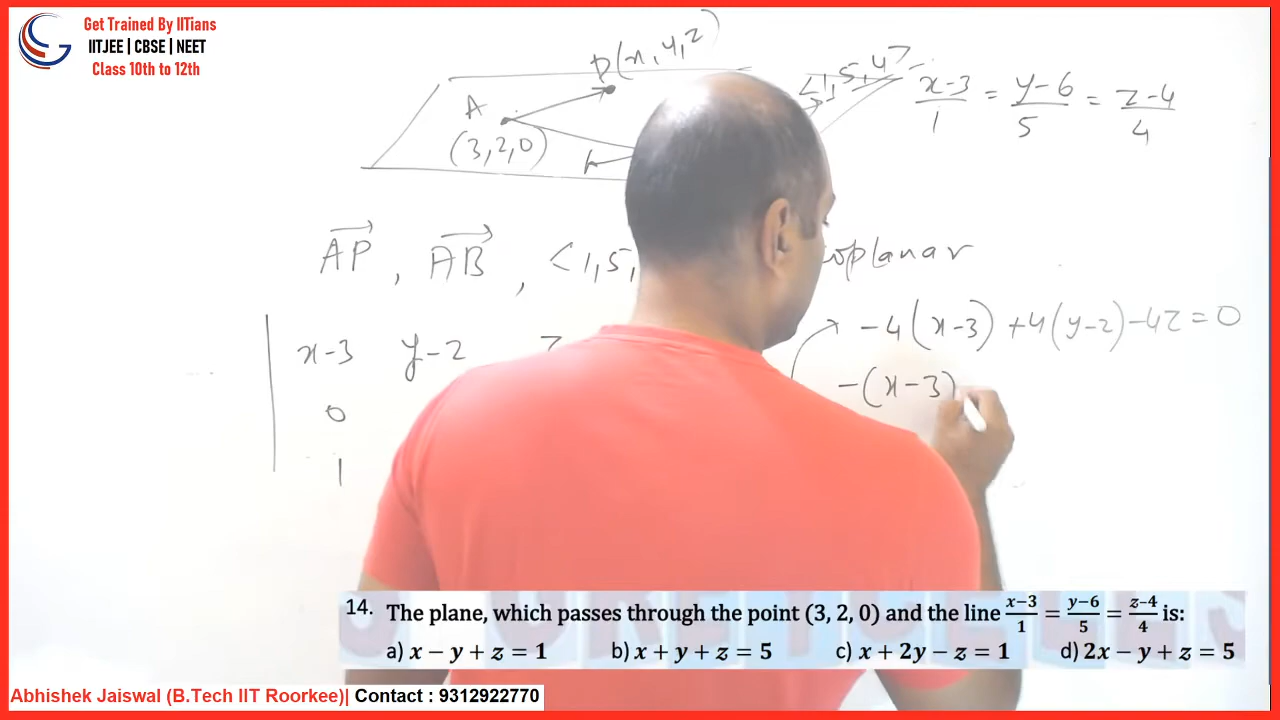 Get Trained By IITians
IITJEE | CBSE | NEET
Class 10th to 12th
A
(3, 2, 0)
x-3/1 = y-6/5 = z-4/4
AP, AB, <1, 5,
oplanar
x-3 y-2
0
1
-4(x-3) +4(y-2) -4z = 0
-(x-3)
14. The plane, which passes through the point (3, 2, 0) and the line x−3/1 = y−6/5 = z−4/4 is:
a) x − y + z = 1 b) x + y + z = 5 c) x + 2y − z = 1 d) 2x − y + z = 5
Abhishek Jaiswal (B.Tech IIT Roorkee)| Contact : 9312922770